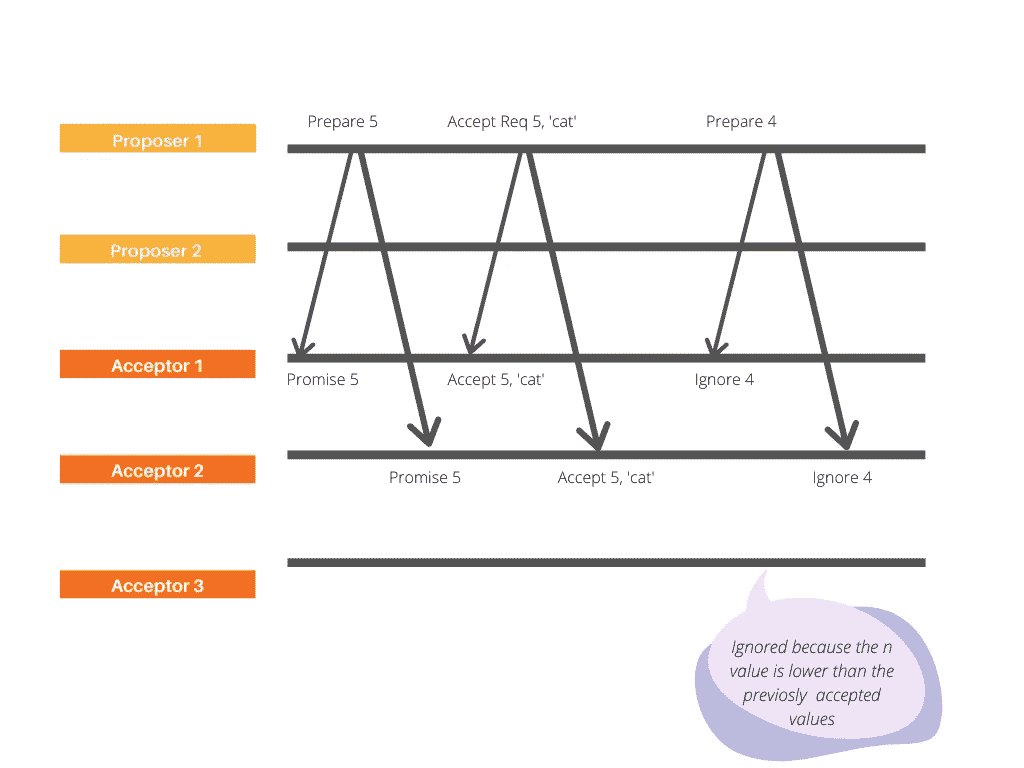 Prepare 5
Accept Req 5, 'cat'
Prepare 4
Proposer 1
Proposer 2
Acceptor 1
Promise 5
Accept 5, 'cat'
Ignore 4
Acceptor 2
Promise 5
Accept 5, 'cat'
Ignore 4
Acceptor 3
Ignored because the n
value is lower than the
previosly accepted
values